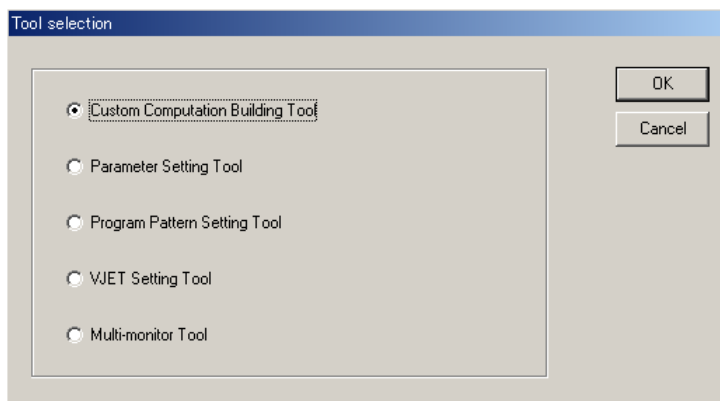 Tool selection
Custom Computation Building Tool
OK
Cancel
Parameter Setting Tool
Program Pattern Setting Tool
VJET Setting Tool
Multi-monitor Tool